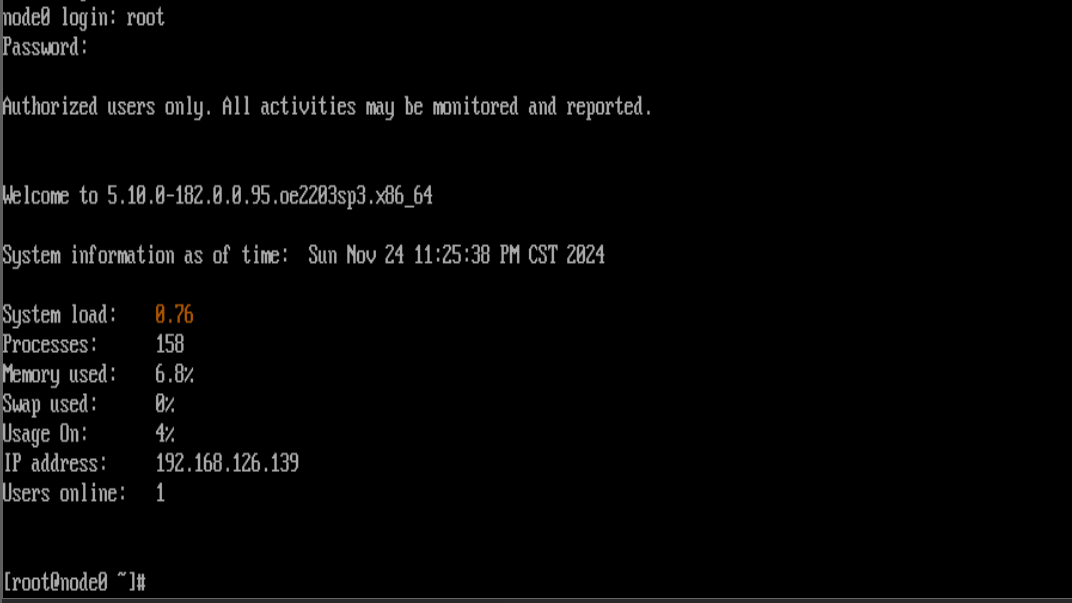 node0 login: root
Password:
Authorized users only. All activities may be monitored and reported.
Welcome to 5.10.0-182.0.0.95.oe2203sp3.x86_64
System information as of time:  Sun Nov 24 11:25:38 PM CST 2024
System load:    0.76
Processes:      158
Memory used:    6.8%
Swap used:      0%
Usage On:       4%
IP address:     192.168.126.139
Users online:   1
[root@node0 ~]#